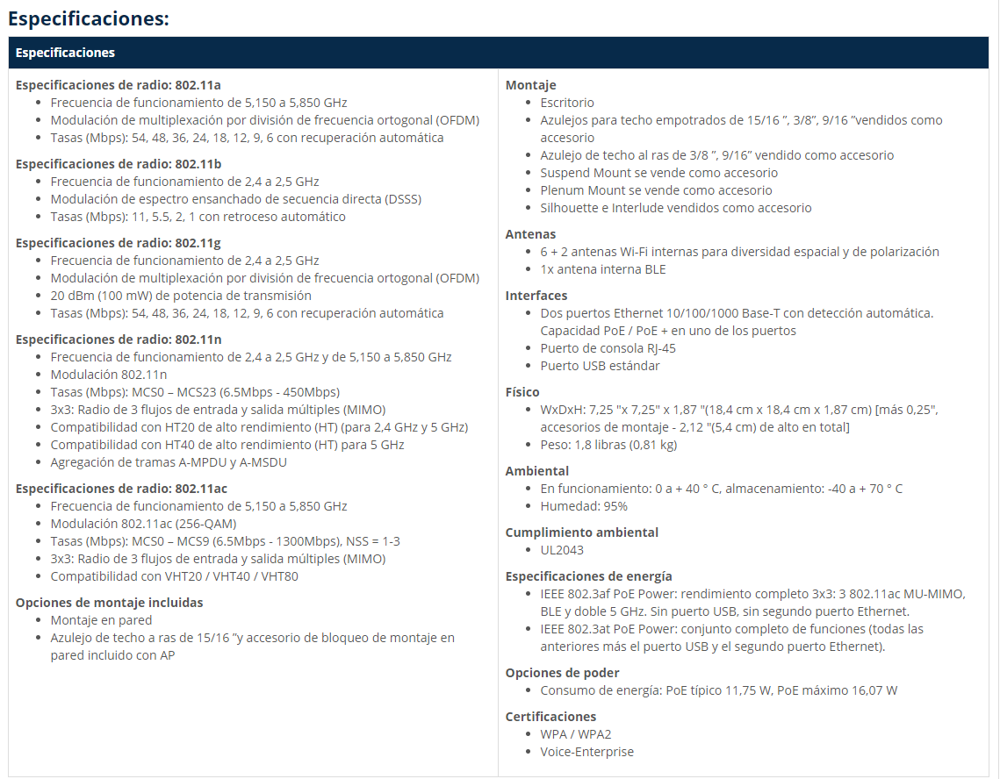 Especificaciones:
Especificaciones
Especificaciones de radio: 802.11a
Frecuencia de funcionamiento de 5,150 a 5,850 GHz
Modulación de multiplexación por división de frecuencia ortogonal (OFDM)
Tasas (Mbps): 54, 48, 36, 24, 18, 12, 9, 6 con recuperación automática
Especificaciones de radio: 802.11b
Frecuencia de funcionamiento de 2,4 a 2,5 GHz
Modulación de espectro ensanchado de secuencia directa (DSSS)
Tasas (Mbps): 11, 5.5, 2, 1 con retroceso automático
Especificaciones de radio: 802.11g
Frecuencia de funcionamiento de 2,4 a 2,5 GHz
Modulación de multiplexación por división de frecuencia ortogonal (OFDM)
20 dBm (100 mW) de potencia de transmisión
Tasas (Mbps): 54, 48, 36, 24, 18, 12, 9, 6 con recuperación automática
Especificaciones de radio: 802.11n
Frecuencia de funcionamiento de 2,4 a 2,5 GHz y de 5,150 a 5,850 GHz
Modulación 802.11n
Tasas (Mbps): MCS0 – MCS23 (6.5Mbps - 450Mbps)
3x3: Radio de 3 flujos de entrada y salida múltiples (MIMO)
Compatibilidad con HT20 de alto rendimiento (HT) (para 2,4 GHz y 5 GHz)
Compatibilidad con HT40 de alto rendimiento (HT) para 5 GHz
Agregación de tramas A-MPDU y A-MSDU
Especificaciones de radio: 802.11ac
Frecuencia de funcionamiento de 5,150 a 5,850 GHz
Modulación 802.11ac (256-QAM)
Tasas (Mbps): MCS0 – MCS9 (6.5Mbps - 1300Mbps), NSS = 1-3
3x3: Radio de 3 flujos de entrada y salida múltiples (MIMO)
Compatibilidad con VHT20 / VHT40 / VHT80
Opciones de montaje incluidas
Montaje en pared
Azulejo de techo a ras de 15/16 ”y accesorio de bloqueo de montaje en
pared incluido con AP
Montaje
Escritorio
Azulejos para techo empotrados de 15/16 ”, 3/8”, 9/16 ”vendidos como
accesorio
Azulejo de techo al ras de 3/8 ”, 9/16” vendido como accesorio
Suspend Mount se vende como accesorio
Plenum Mount se vende como accesorio
Silhouette e Interlude vendidos como accesorio
Antenas
6 + 2 antenas Wi-Fi internas para diversidad espacial y de polarización
1x antena interna BLE
Interfaces
Dos puertos Ethernet 10/100/1000 Base-T con detección automática.
Capacidad PoE / PoE + en uno de los puertos
Puerto de consola RJ-45
Puerto USB estándar
Físico
WxDxH: 7,25 "x 7,25" x 1,87 "(18,4 cm x 18,4 cm x 1,87 cm) [más 0,25",
accesorios de montaje - 2,12 "(5,4 cm) de alto en total]
Peso: 1,8 libras (0,81 kg)
Ambiental
En funcionamiento: 0 a + 40 ° C, almacenamiento: -40 a + 70 ° C
Humedad: 95%
Cumplimiento ambiental
UL2043
Especificaciones de energía
IEEE 802.3af PoE Power: rendimiento completo 3x3: 3 802.11ac MU-MIMO,
BLE y doble 5 GHz. Sin puerto USB, sin segundo puerto Ethernet.
IEEE 802.3at PoE Power: conjunto completo de funciones (todas las
anteriores más el puerto USB y el segundo puerto Ethernet).
Opciones de poder
Consumo de energía: PoE típico 11,75 W, PoE máximo 16,07 W
Certificaciones
WPA / WPA2
Voice-Enterprise